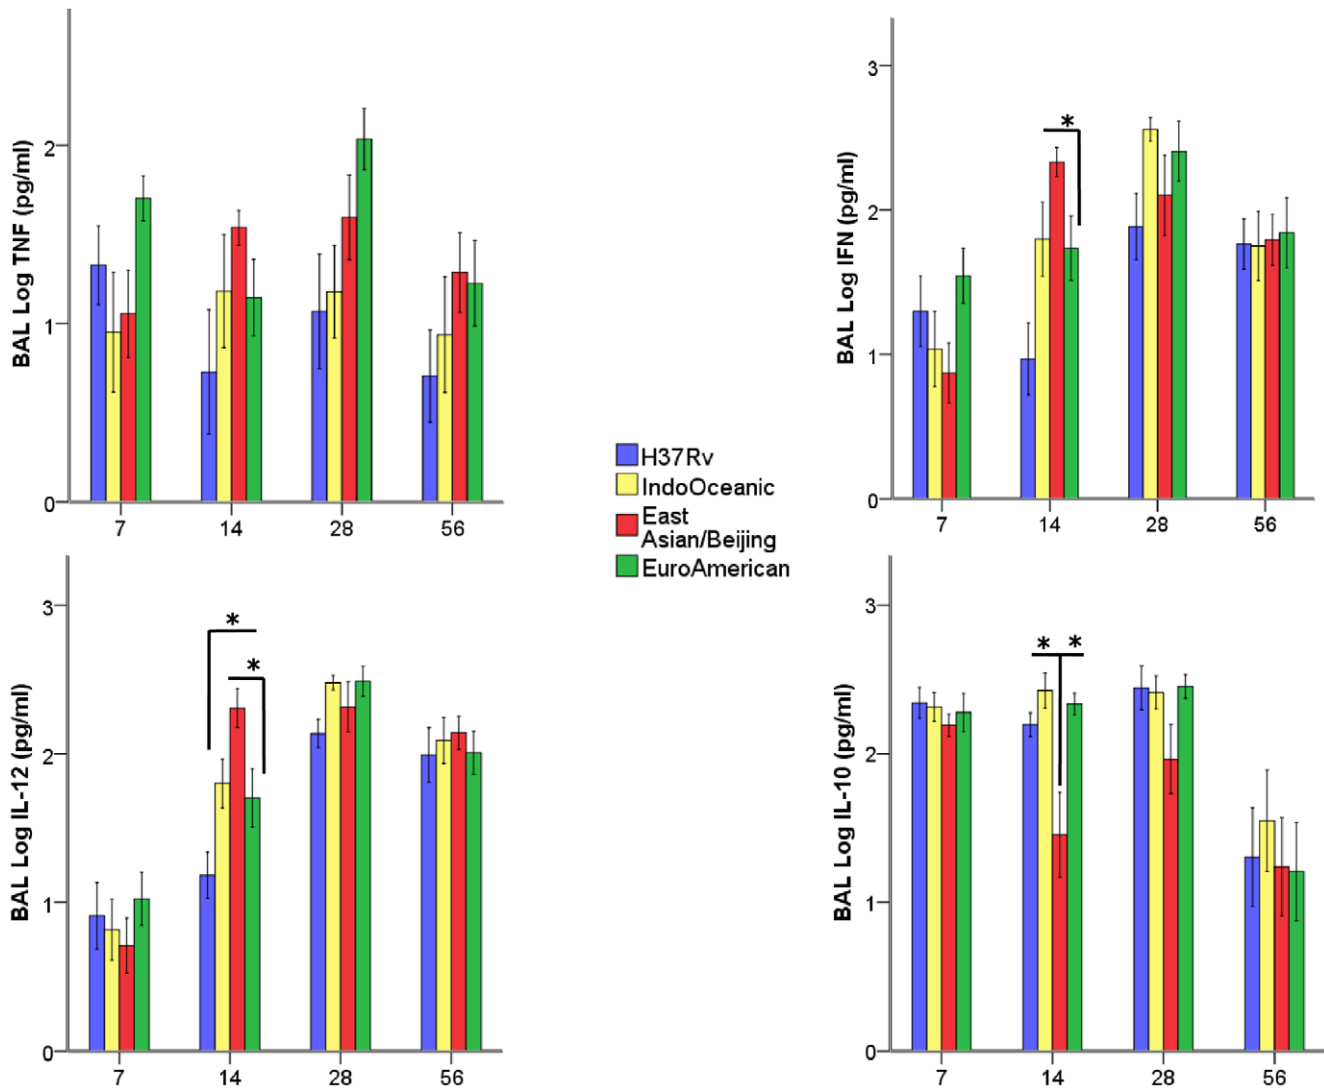 BAL Log TNF (pg/ml)
2
1
0
7 14 28 56
BAL Log IFN (pg/ml)
3
2
1
0
*
7 14 28 56
H37Rv
IndoOceanic
East
Asian/Beijing
EuroAmerican
BAL Log IL-12 (pg/ml)
3
2
1
0
*
*
7 14 28 56
BAL Log IL-10 (pg/ml)
3
2
1
0
* *
7 14 28 56